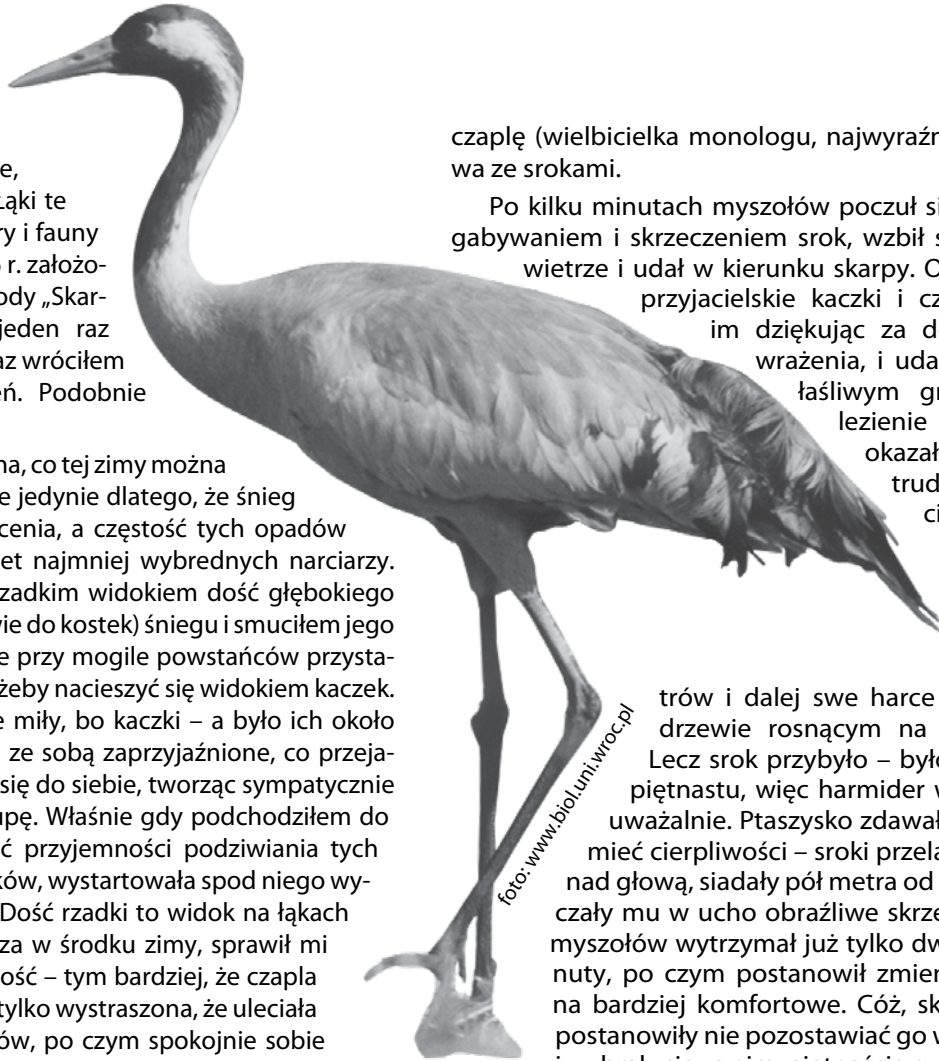 e,
Łąki te
ry i fauny
r. założo-
ody „Skar-
jeden raz
az wróciłem
eń. Podobnie
na, co tej zimy można
e jedynie dlatego, że śnieg
cenia, a częstość tych opadów
et najmniej wybrednych narciarzy.
zadkim widokiem dość głębokiego
wie do kostek) śniegu i smuciłem jego
e przy mogile powstańców przysta-
żeby nacieszyć się widokiem kaczek.
e miły, bo kaczki – a było ich około
ze sobą zaprzyjaźnione, co przeja-
się do siebie, tworząc sympatycznie
upę. Właśnie gdy podchodziłem do
ć przyjemności podziwiania tych
ków, wystartowała spod niego wy-
Dość rzadki to widok na łąkach
za w środku zimy, sprawił mi
ość – tym bardziej, że czapla
tylko wystraszona, że uleciała
ów, po czym spokojnie sobie
foto: www.biol.uni.wroc.pl
czaplę (wielbicielka monologu, najwyraźn
wa ze srokami.
Po kilku minutach myszołów poczuł si
gabywaniem i skrzeczeniem srok, wzbił s
wietrze i udał w kierunku skarpy. O
przyjacielskie kaczki i cz
im dziękując za d
wrażenia, i uda
łaśliwym gr
lezienie
okazał
trud
ci
trów i dalej swe harce
drzewie rosnącym na
Lecz srok przybyło – było
piętnastu, więc harmider w
uważalnie. Ptaszysko zdawał
mieć cierpliwości – sroki przela
nad głową, siadały pół metra od
czały mu w ucho obraźliwe skrze
myszołów wytrzymał już tylko dw
nuty, po czym postanowił zmien
na bardziej komfortowe. Cóż, sk
postanowiły nie pozostawiać go w